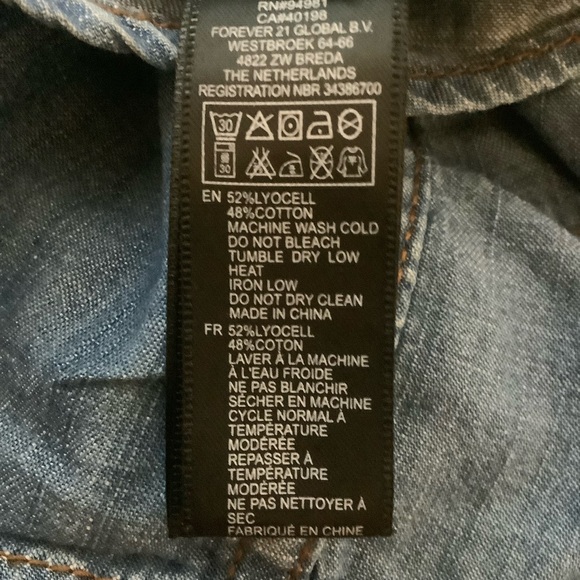 RN#94981
CA#40198
FOREVER 21 GLOBAL B.V.
WESTBROEK 64-66
4822 ZW BREDA
THE NETHERLANDS
REGISTRATION NBR 34386700
30
30
EN 52%LYOCELL
48%COTTON
MACHINE WASH COLD
DO NOT BLEACH
TUMBLE DRY LOW
HEAT
IRON LOW
DO NOT DRY CLEAN
MADE IN CHINA
FR 52%LYOCELL
48%COTON
LAVER À LA MACHINE
À L'EAU FROIDE
NE PAS BLANCHIR
SÉCHER EN MACHINE
CYCLE NORMAL À
TEMPÉRATURE
MODÉRÉE
REPASSER À
TEMPÉRATURE
MODÉRÉE
NE PAS NETTOYER À
SEC
FABRIQUÉ EN CHINE